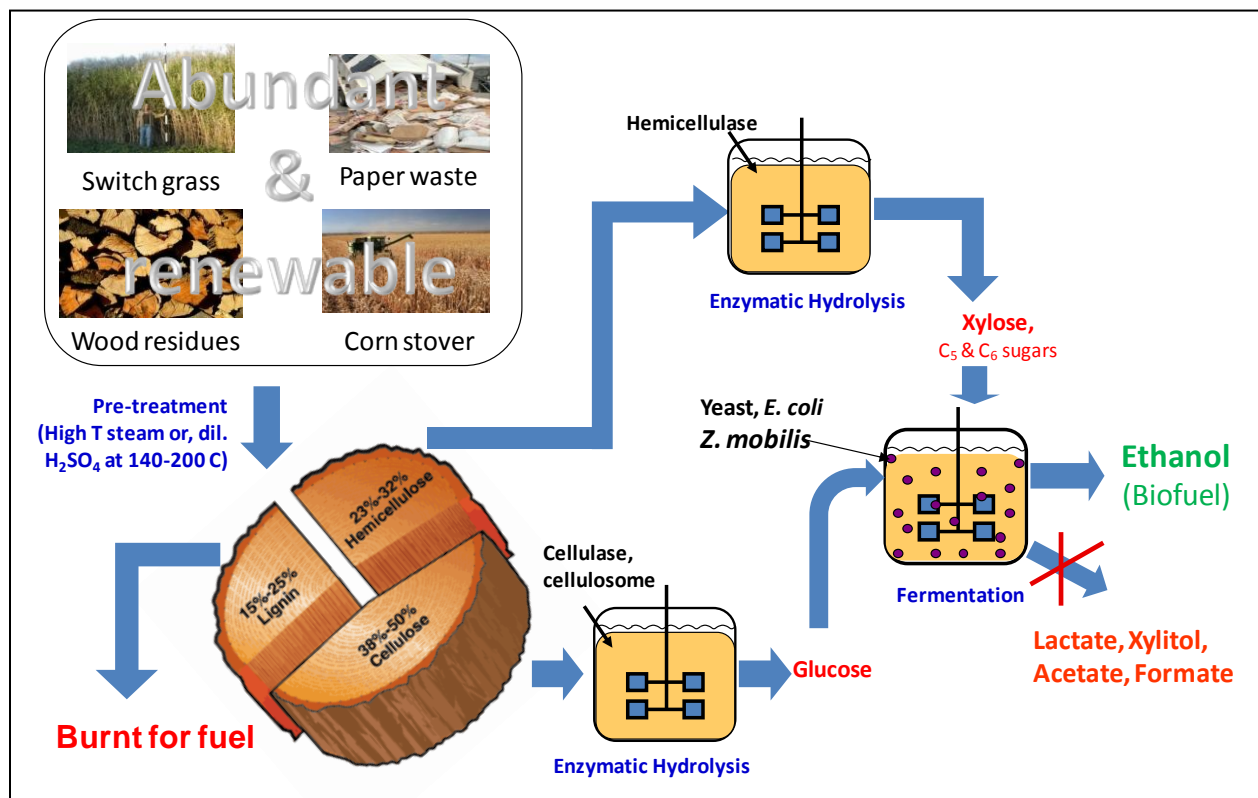 Abundant
&
renewable
Switch grass
Paper waste
Wood residues
Corn stover
Pre-treatment
(High T steam or, dil.
H₂SO₄ at 140-200 C)
23%-32%
Hemicellulose
15%-25%
Lignin
38%-50%
Cellulose
Burnt for fuel
Hemicellulase
Enzymatic Hydrolysis
Xylose,
C₅ & C₆ sugars
Yeast, E. coli
Z. mobilis
Cellulase,
cellulosome
Enzymatic Hydrolysis
Glucose
Fermentation
Ethanol
(Biofuel)
Lactate, Xylitol,
Acetate, Formate